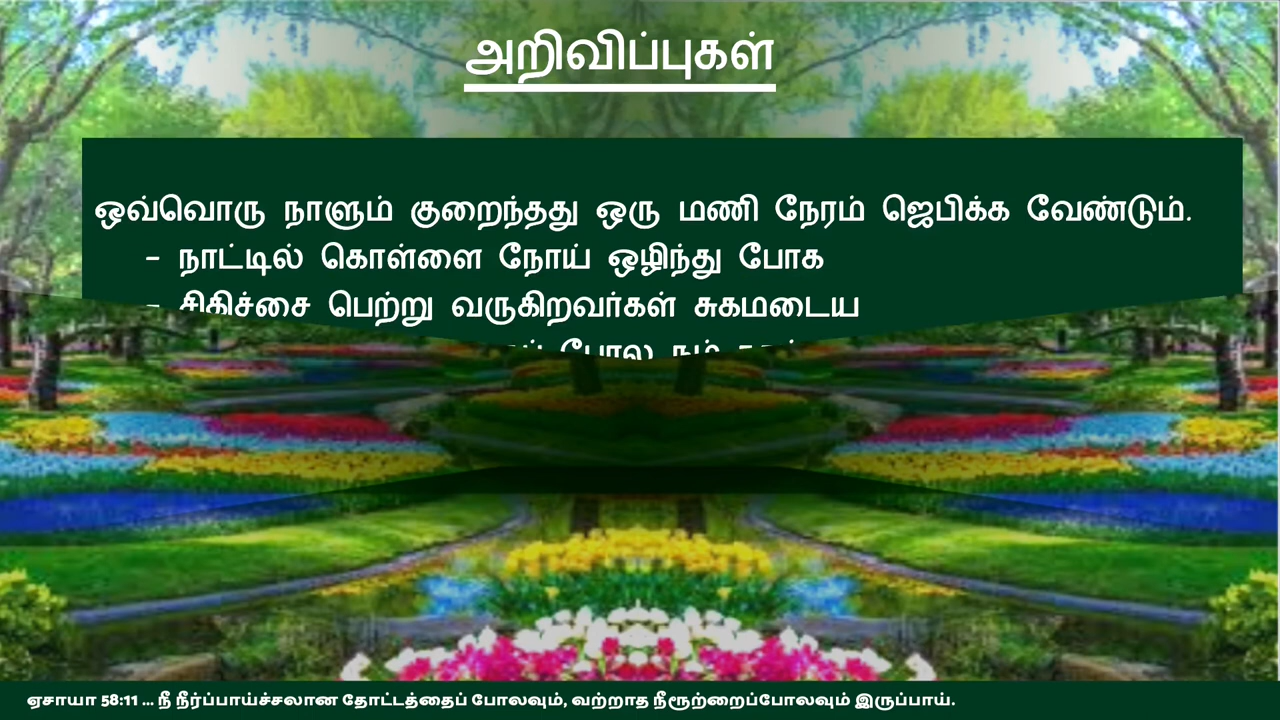 அறிவிப்புகள்
ஒவ்வொரு நாளும் குறைந்தது ஒரு மணி நேரம் ஜெபிக்க வேண்டும்.
- நாட்டில் கொள்ளை நோய் ஒழிந்து போக
- சிகிச்சை பெற்று வருகிறவர்கள் சுகமடைய
போல நம்
ஏசாயா 58:11 ... நீ நீர்ப்பாய்ச்சலான தோட்டத்தைப் போலவும், வற்றாத நீரூற்றைப்போலவும் இருப்பாய்.